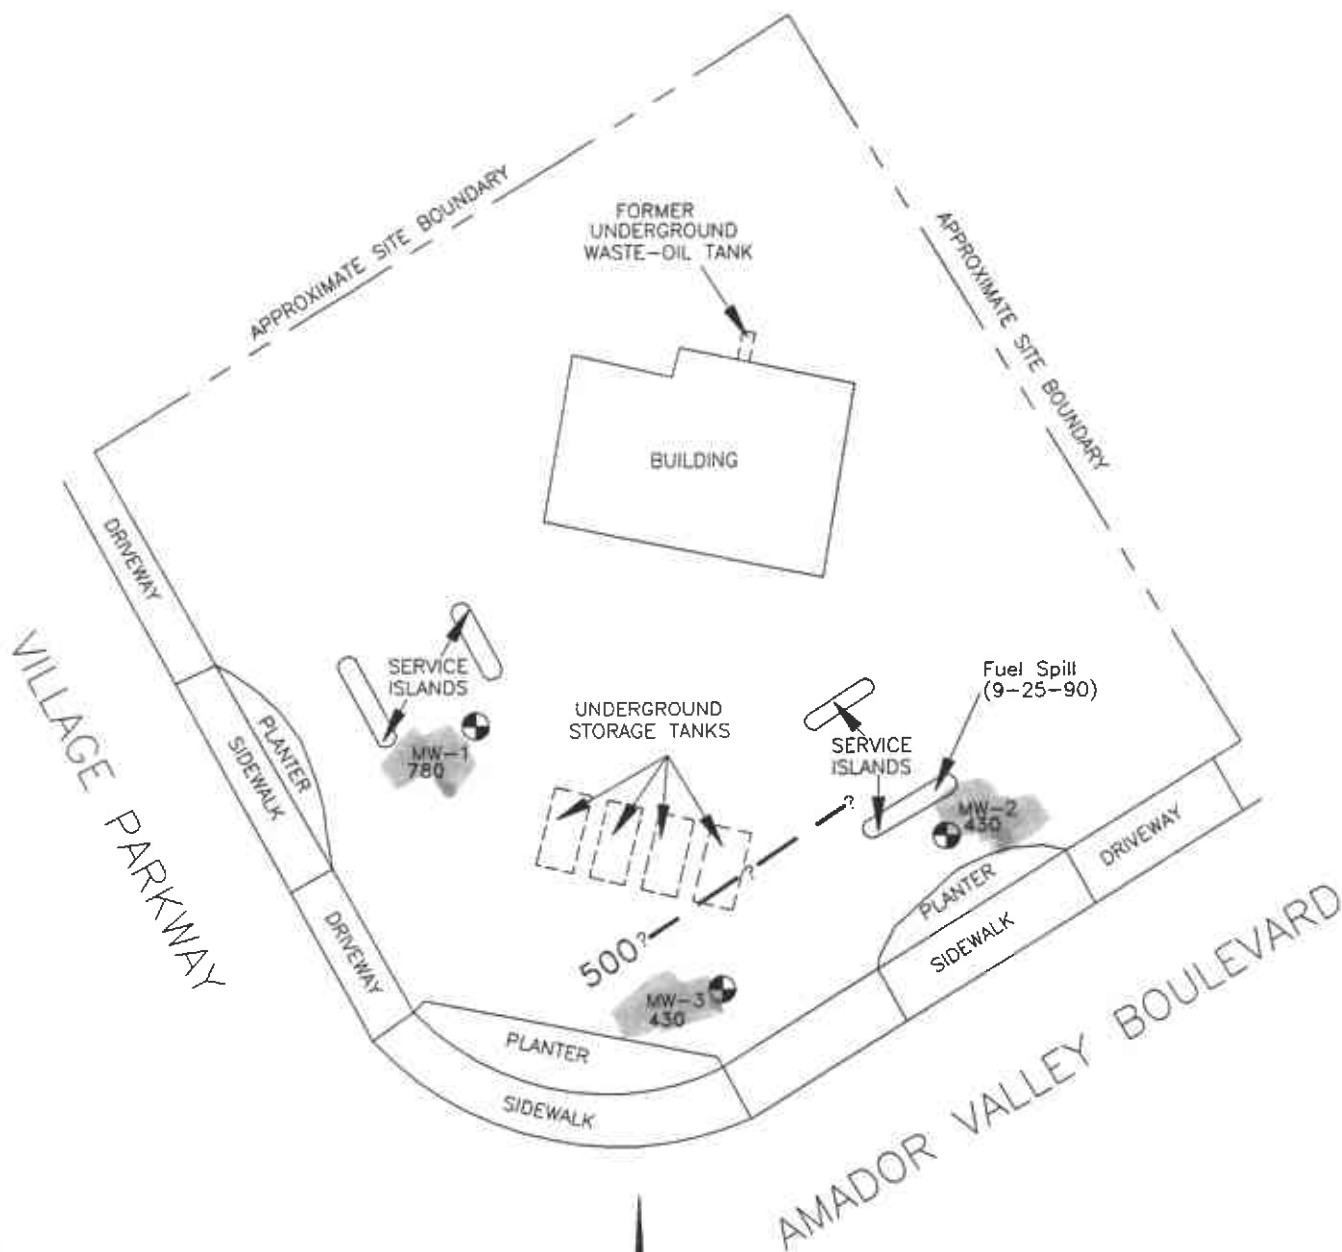 APPROXIMATE SITE BOUNDARY
FORMER
UNDERGROUND
WASTE-OIL TANK
APPROXIMATE SITE BOUNDARY
BUILDING
DRIVEWAY
VILLAGE PARKWAY
SERVICE
ISLANDS
PLANTER
SIDEWALK
MW-1
780
UNDERGROUND
STORAGE TANKS
Fuel Spill
(9-25-90)
SERVICE
ISLANDS
MW-2
430
500 ? ? ?
DRIVEWAY
MW-3
430
PLANTER
SIDEWALK
PLANTER
SIDEWALK
DRIVEWAY
AMADOR VALLEY BOULEVARD